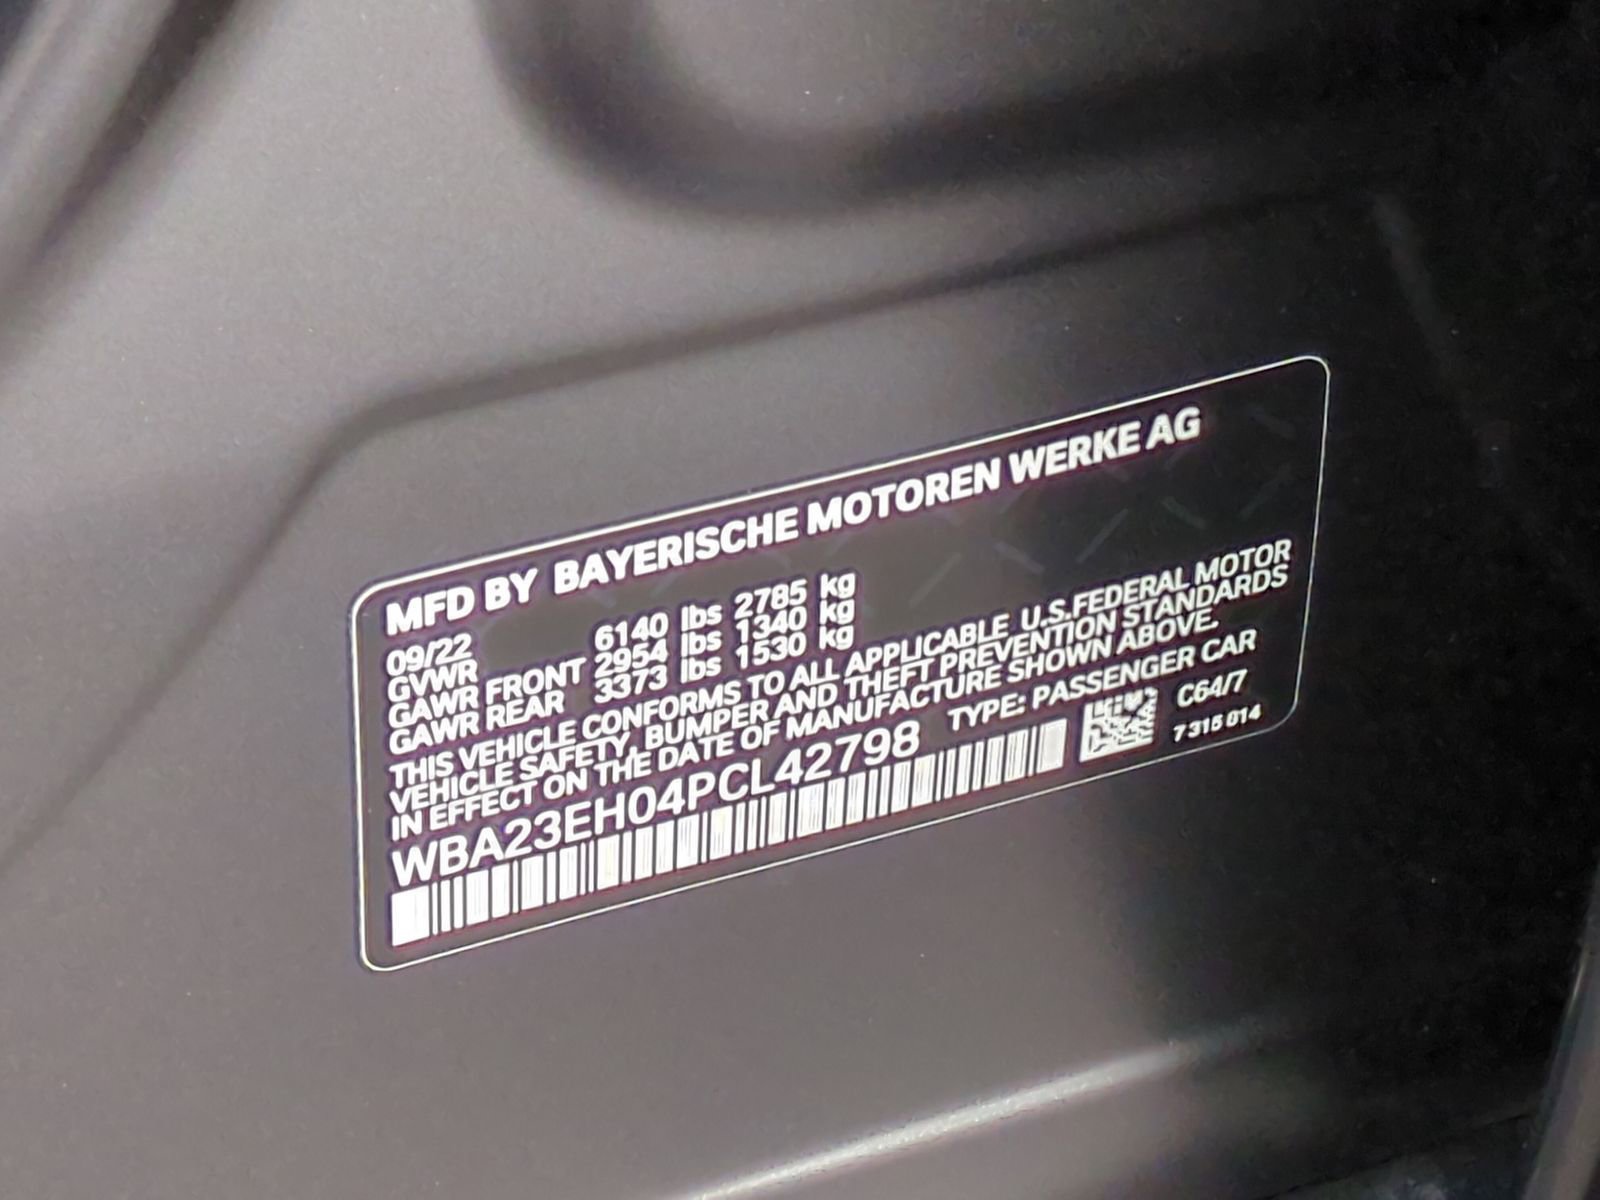 MFD BY BAYERISCHE MOTOREN WERKE AG
09/22
GVWR 6140 lbs 2785 kg
GAWR FRONT 2954 lbs 1340 kg
GAWR REAR 3373 lbs 1530 kg
THIS VEHICLE CONFORMS TO ALL APPLICABLE U.S.FEDERAL MOTOR
VEHICLE SAFETY, BUMPER AND THEFT PREVENTION STANDARDS
IN EFFECT ON THE DATE OF MANUFACTURE SHOWN ABOVE.
WBA23EH04PCL42798 TYPE: PASSENGER CAR
C64/7
7 315 014